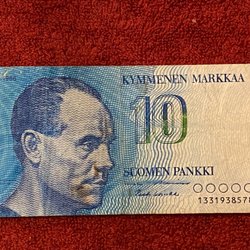 KYMMENEN MARKKAA
10
SUOMEN PANKKI
1331938578